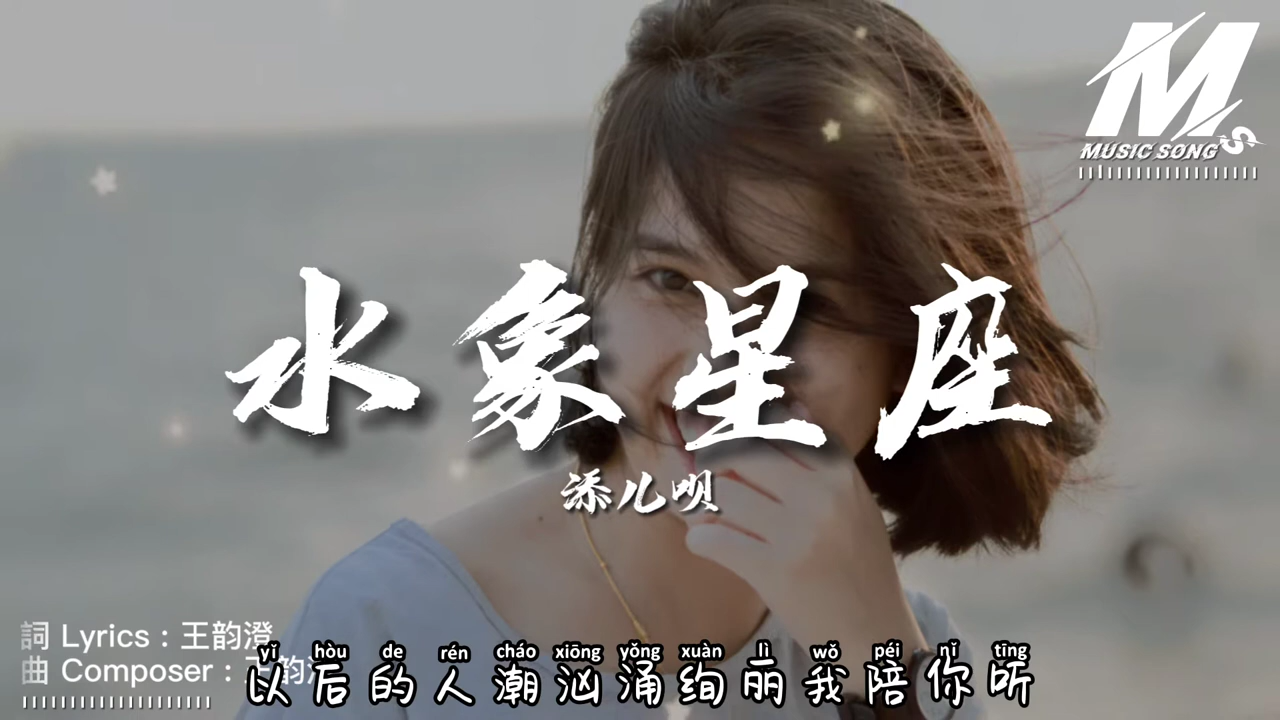 M
MUSIC SONG S
水象星座
添儿呗
詞 Lyrics : 王韵澄
曲 Composer :
yǐ hòu de rén cháo xiōng yǒng xuàn lì wǒ péi nǐ tīng
以后的人潮汹涌绚丽我陪你听